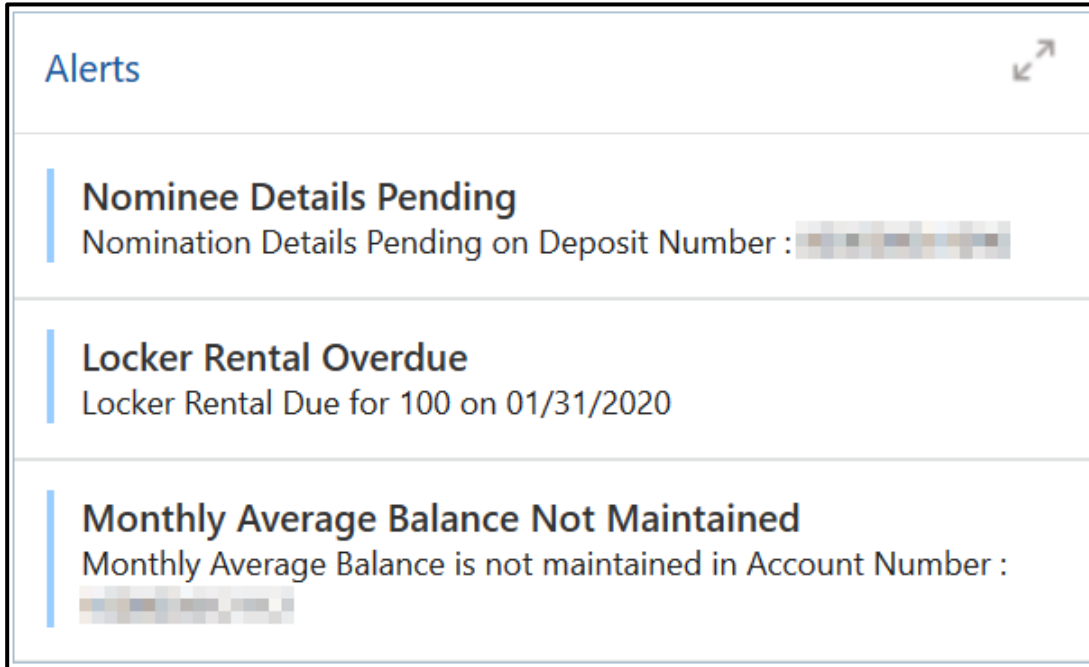 Alerts
Nominee Details Pending
Nomination Details Pending on Deposit Number :
Locker Rental Overdue
Locker Rental Due for 100 on 01/31/2020
Monthly Average Balance Not Maintained
Monthly Average Balance is not maintained in Account Number :